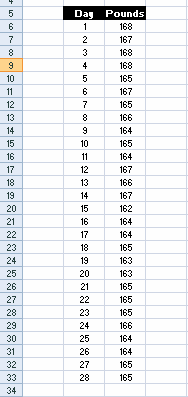 5 Day Pounds
6 1 168
7 2 167
8 3 168
9 4 168
10 5 165
11 6 167
12 7 165
13 8 166
14 9 164
15 10 165
16 11 164
17 12 167
18 13 166
19 14 167
20 15 162
21 16 164
22 17 164
23 18 165
24 19 163
25 20 163
26 21 165
27 22 165
28 23 165
29 24 166
30 25 164
31 26 164
32 27 165
33 28 165
34